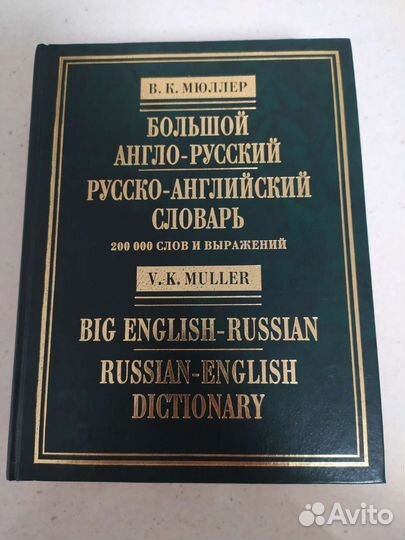 В. К. МЮЛЛЕР
БОЛЬШОЙ
АНГЛО-РУССКИЙ
РУССКО-АНГЛИЙСКИЙ
СЛОВАРЬ
200 000 СЛОВ И ВЫРАЖЕНИЙ
V. K. MULLER
BIG ENGLISH-RUSSIAN
RUSSIAN-ENGLISH
DICTIONARY
Avito